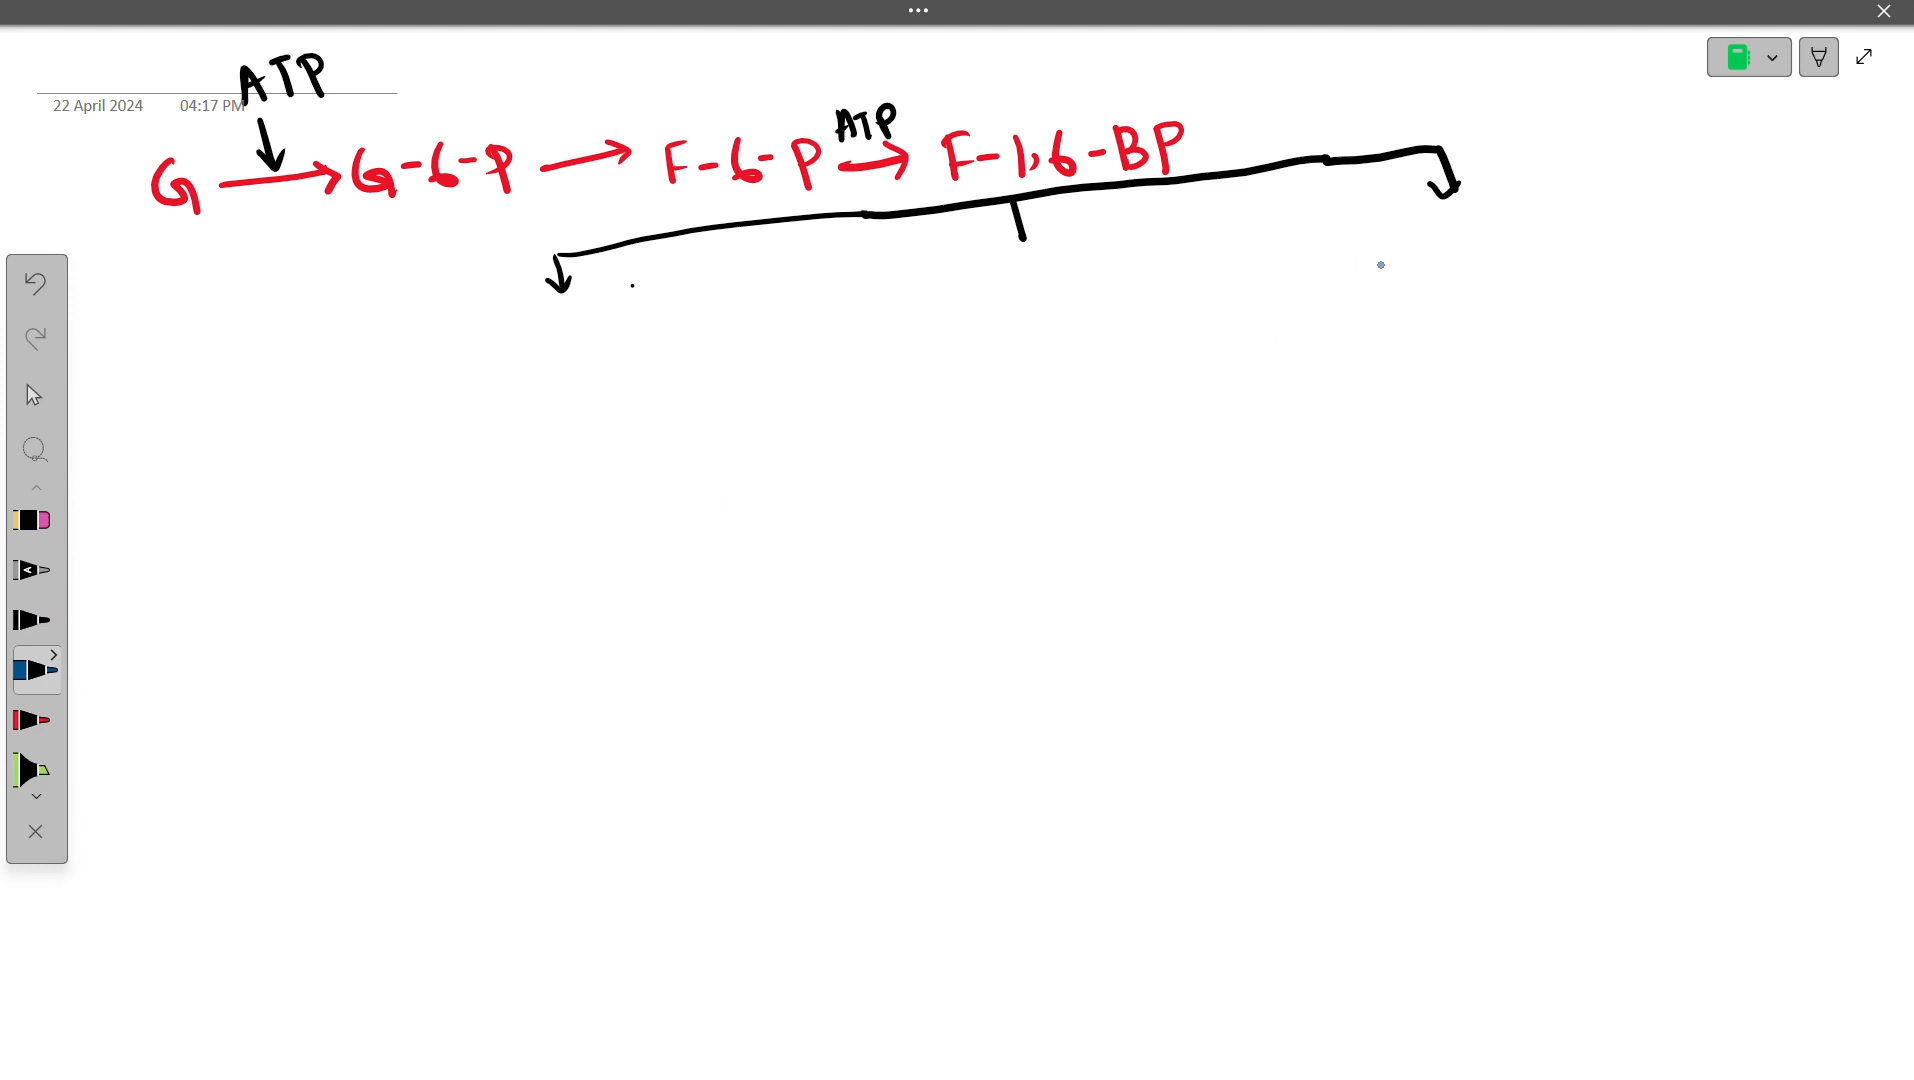 ATP
22 April 2024 04:17 PM
ATP
G → G-6-P → F-6-P → F-1,6-BP